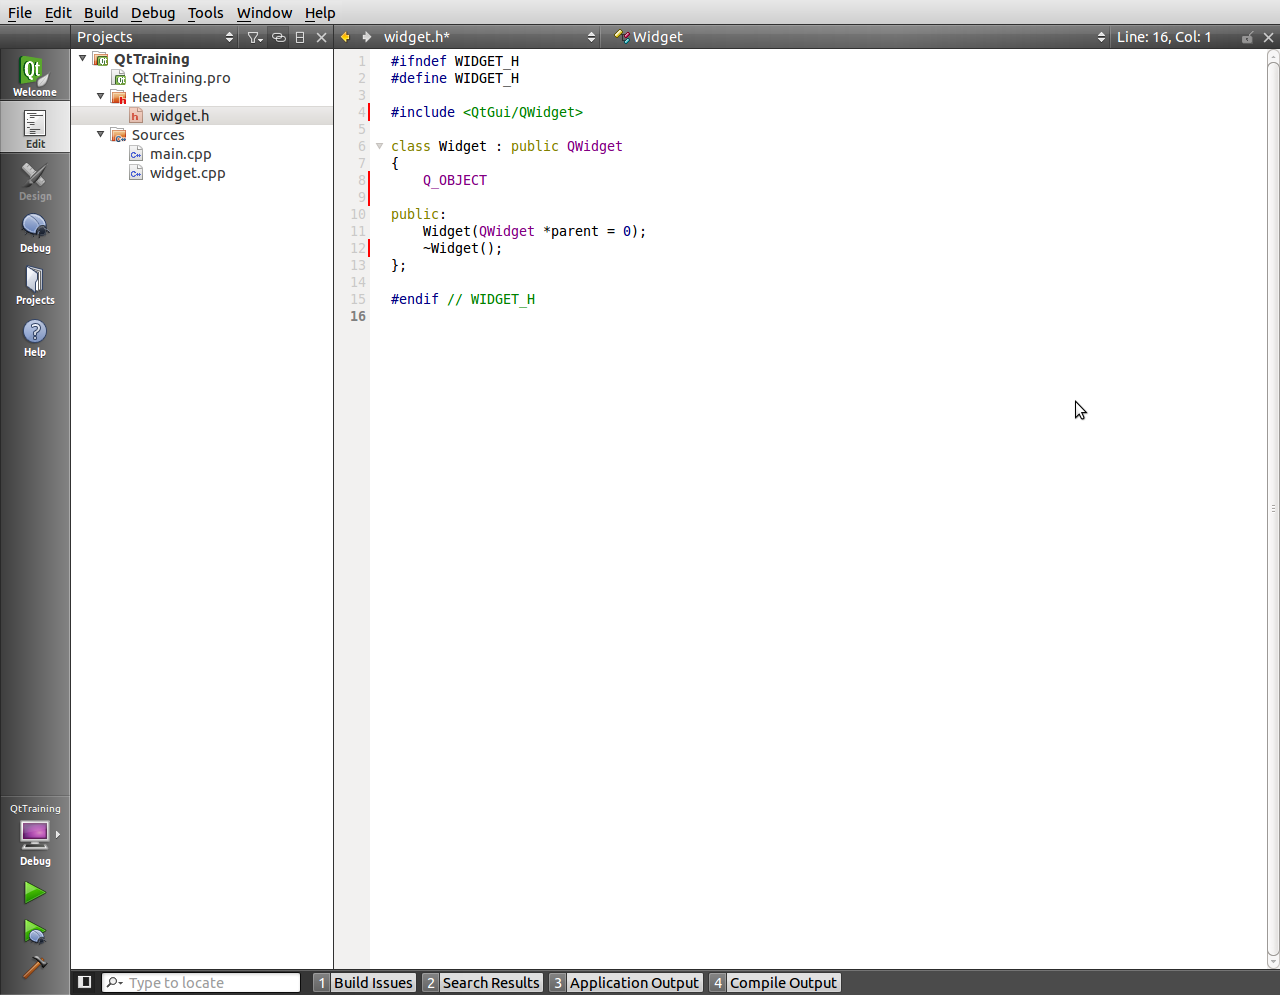 File Edit Build Debug Tools Window Help
Projects
widget.h*
Widget
Line: 16, Col: 1
Qt
Welcome
Edit
Design
Debug
Projects
Help
QtTraining
Debug
QtTraining
QtTraining.pro
Headers
widget.h
Sources
main.cpp
widget.cpp
1 #ifndef WIDGET_H
2 #define WIDGET_H
3
4 #include <QtGui/QWidget>
5
6 class Widget : public QWidget
7 {
8 Q_OBJECT
9
10 public:
11 Widget(QWidget *parent = 0);
12 ~Widget();
13 };
14
15 #endif // WIDGET_H
16
Type to locate
1 Build Issues
2 Search Results
3 Application Output
4 Compile Output